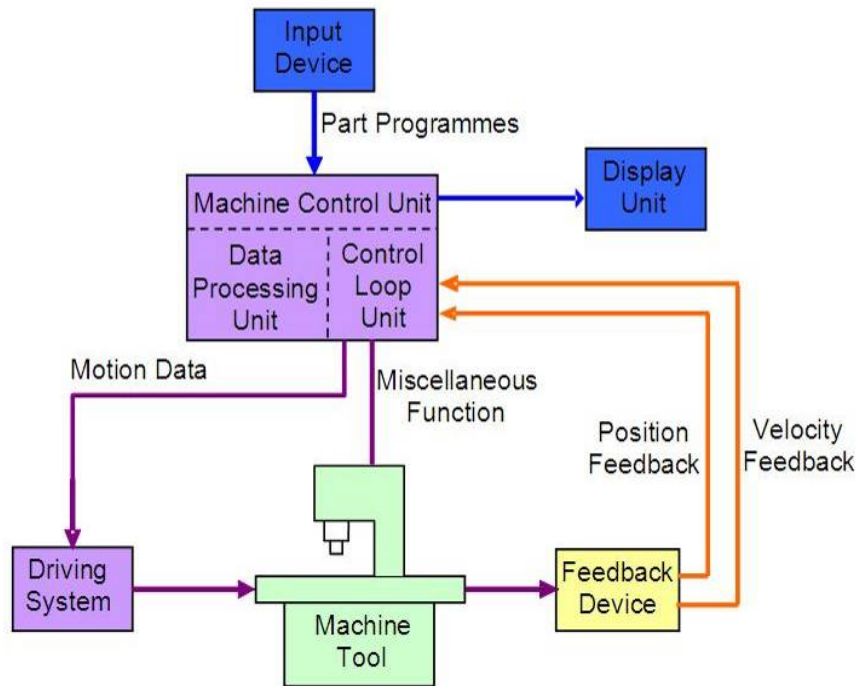 Input
Device
Part Programmes
Machine Control Unit
Display
Unit
Data
Processing
Unit
Control
Loop
Unit
Motion Data
Miscellaneous
Function
Position
Feedback
Velocity
Feedback
Driving
System
Machine
Tool
Feedback
Device